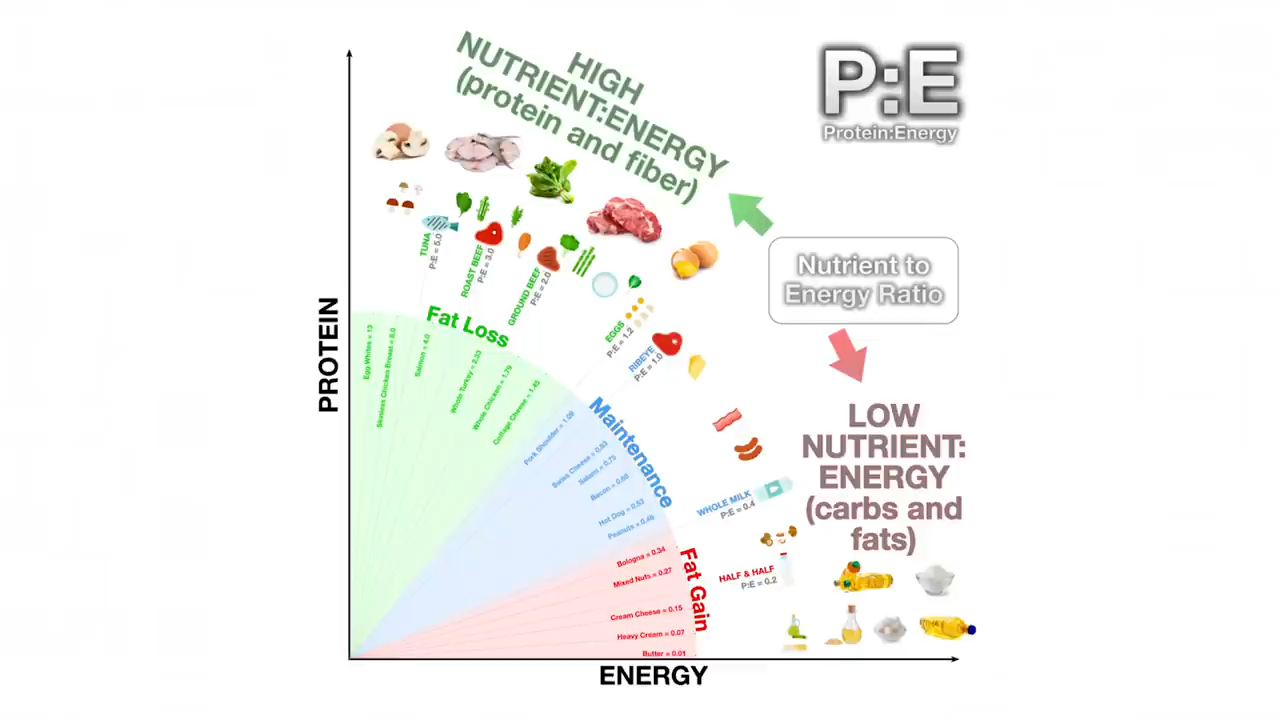 HIGH
NUTRIENT:ENERGY
(protein and fiber)
P:E
Protein:Energy
Nutrient to
Energy Ratio
LOW
NUTRIENT:
ENERGY
(carbs and
fats)
PROTEIN
ENERGY
TUNA
P:E = 5.0
ROAST BEEF
P:E = 3.0
GROUND BEEF
P:E = 2.0
EGGS
P:E = 1.2
RIBEYE
P:E = 1.0
WHOLE MILK
P:E = 0.4
HALF & HALF
P:E = 0.2
Fat Loss
Egg Whites = 13
Skinless Chicken Breast = 8.0
Salmon = 4.0
Whole Turkey = 2.33
Whole Chicken = 1.79
Cottage Cheese = 1.45
Maintenance
Pork Shoulder = 1.09
Swiss Cheese = 0.93
Salami = 0.75
Bacon = 0.68
Hot Dog = 0.53
Peanuts = 0.46
Fat Gain
Bologna = 0.34
Mixed Nuts = 0.27
Cream Cheese = 0.15
Heavy Cream = 0.07
Butter = 0.01